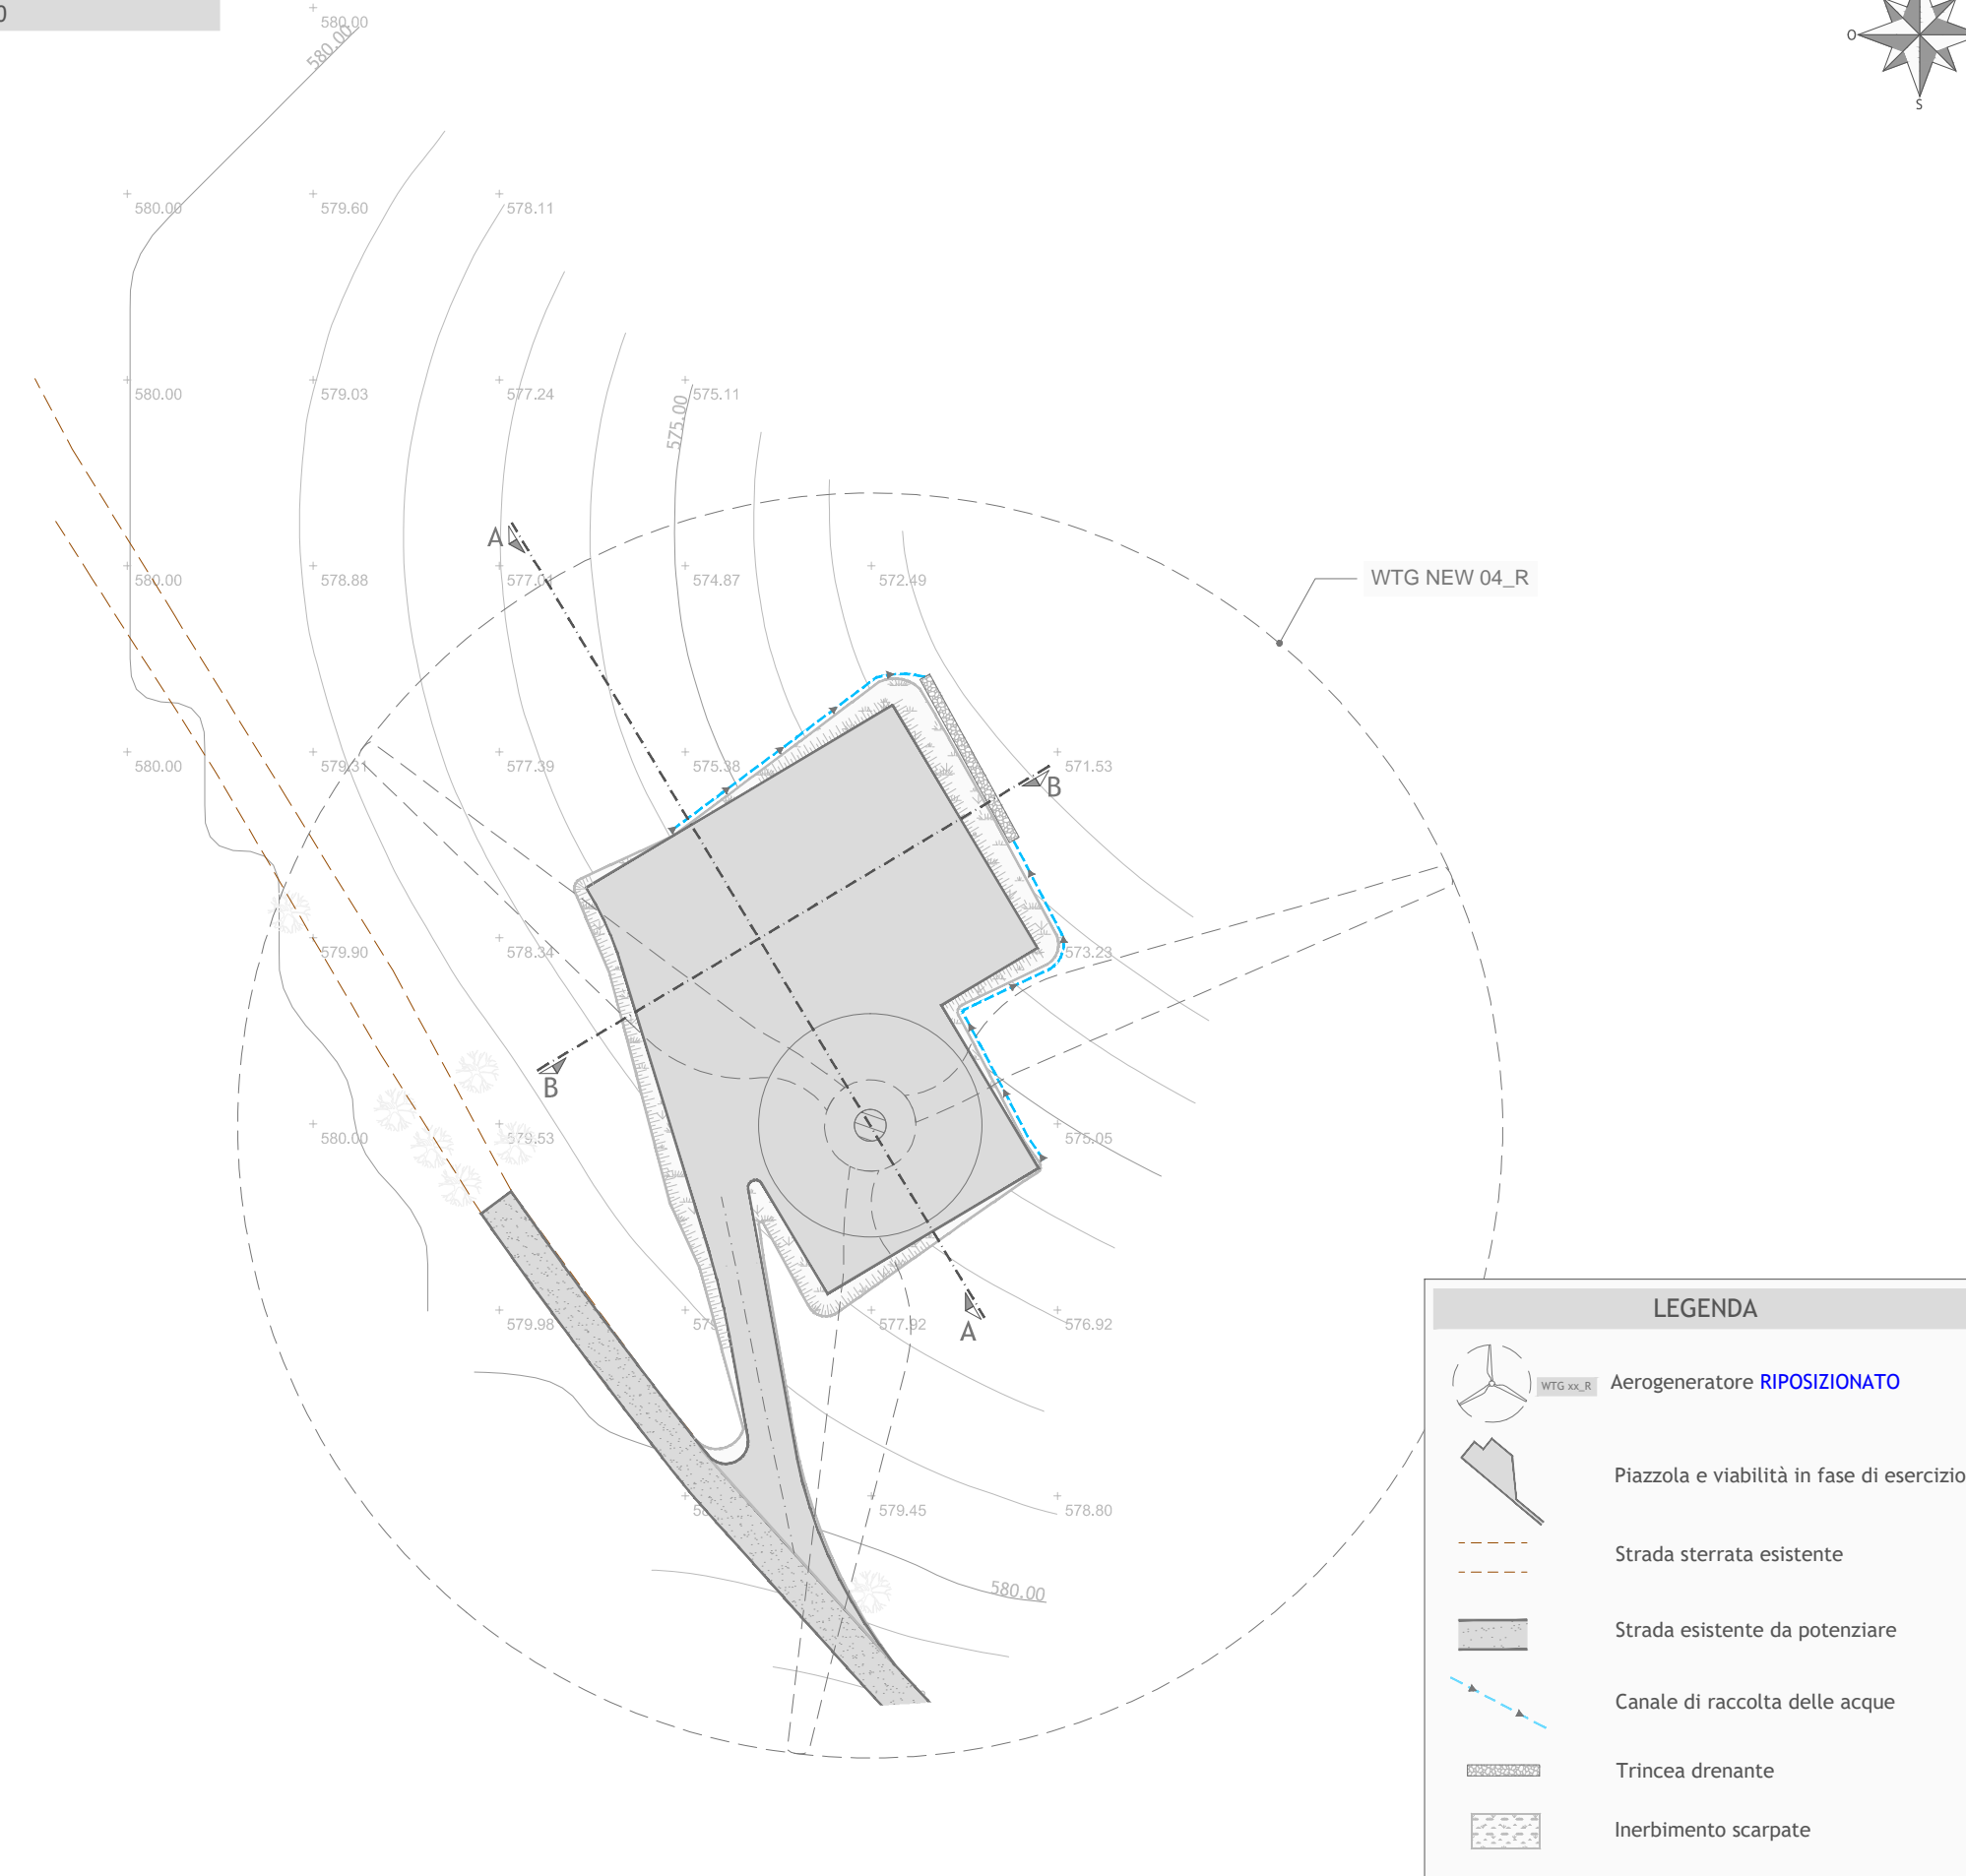 0
580.00
580.00
O
S
580.00
579.60
578.11
580.00
579.03
577.24
575.11
575.00
A
580.00
578.88
577.01
574.87
572.49
WTG NEW 04_R
580.00
579.31
577.39
575.38
571.53
B
579.90
578.34
573.23
B
580.00
579.53
575.05
579.98
577.92
576.92
A
579.45
578.80
580.00
LEGENDA
WTG xx_R
Aerogeneratore RIPOSIZIONATO
Piazzola e viabilità in fase di esercizio
Strada sterrata esistente
Strada esistente da potenziare
Canale di raccolta delle acque
Trincea drenante
Inerbimento scarpate